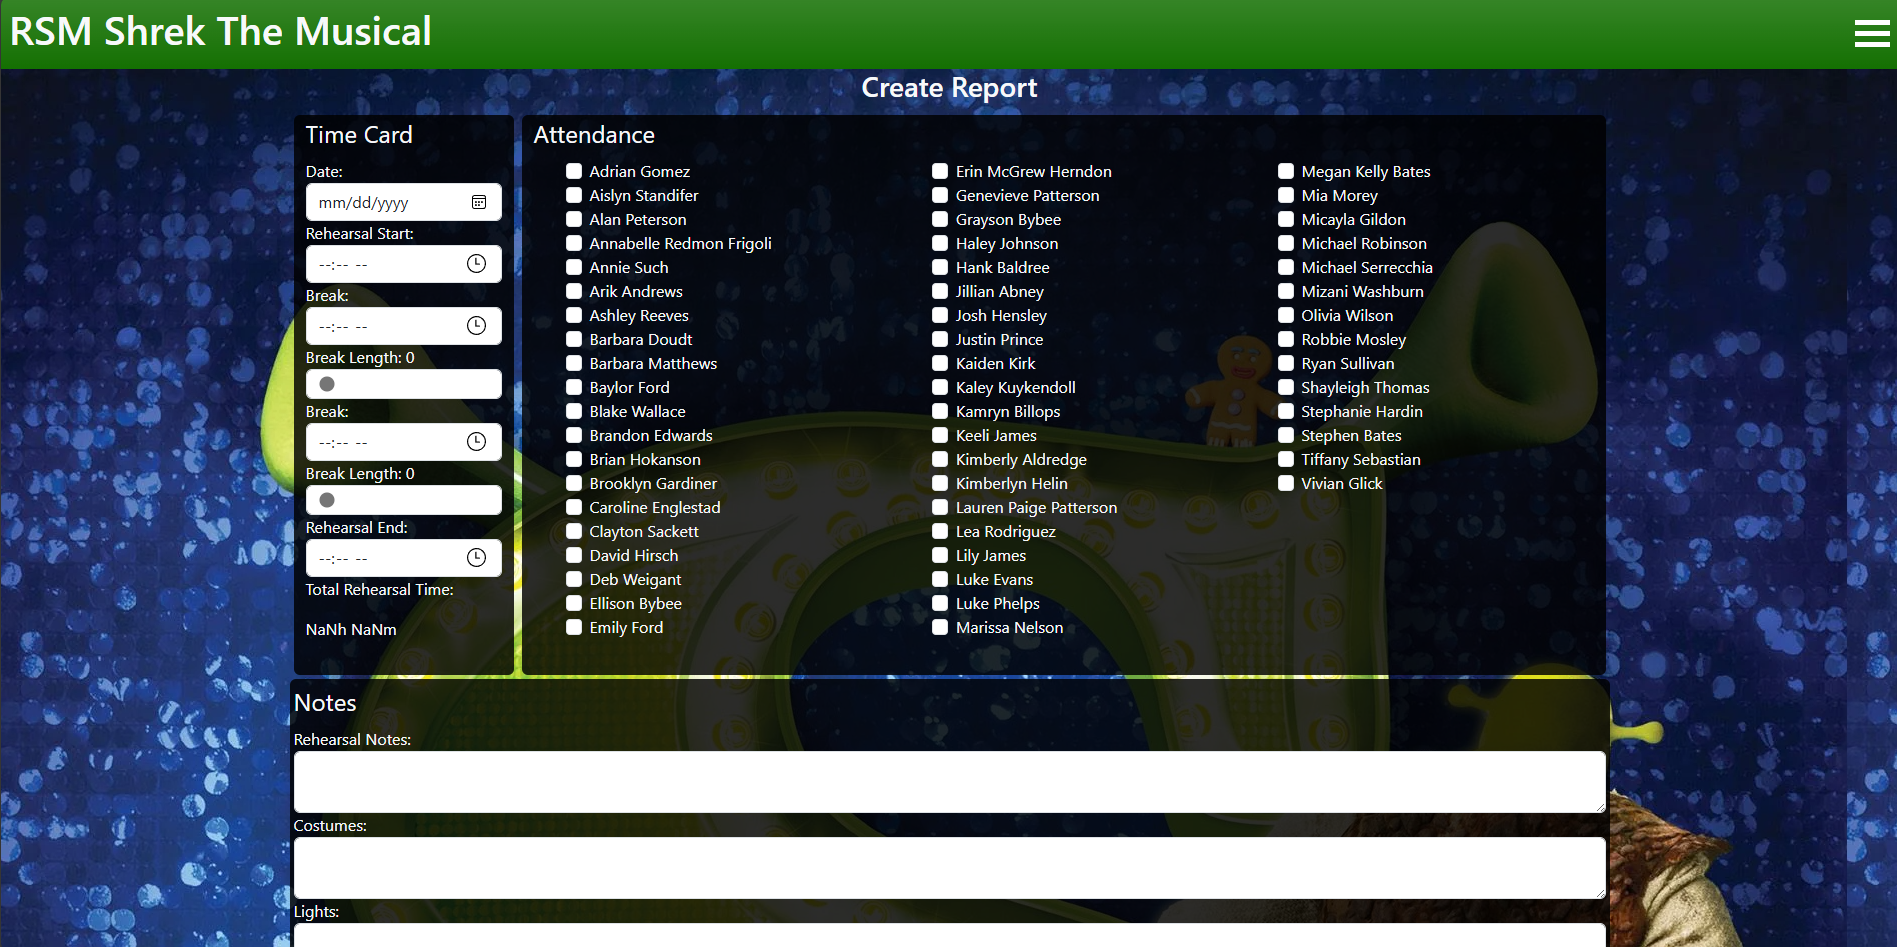 RSM Shrek The Musical
Create Report
Time Card
Date:
mm/dd/yyyy
Rehearsal Start:
--:-- --
Break:
--:-- --
Break Length: 0
Break:
--:-- --
Break Length: 0
Rehearsal End:
--:-- --
Total Rehearsal Time:
NaNh NaNm
Attendance
Adrian Gomez
Aislyn Standifer
Alan Peterson
Annabelle Redmon Frigoli
Annie Such
Arik Andrews
Ashley Reeves
Barbara Doudt
Barbara Matthews
Baylor Ford
Blake Wallace
Brandon Edwards
Brian Hokanson
Brooklyn Gardiner
Caroline Englestad
Clayton Sackett
David Hirsch
Deb Weigant
Ellison Bybee
Emily Ford
Erin McGrew Herndon
Genevieve Patterson
Grayson Bybee
Haley Johnson
Hank Baldree
Jillian Abney
Josh Hensley
Justin Prince
Kaiden Kirk
Kaley Kuykendoll
Kamryn Billops
Keeli James
Kimberly Aldredge
Kimberlyn Helin
Lauren Paige Patterson
Lea Rodriguez
Lily James
Luke Evans
Luke Phelps
Marissa Nelson
Megan Kelly Bates
Mia Morey
Micayla Gildon
Michael Robinson
Michael Serrecchia
Mizani Washburn
Olivia Wilson
Robbie Mosley
Ryan Sullivan
Shayleigh Thomas
Stephanie Hardin
Stephen Bates
Tiffany Sebastian
Vivian Glick
Notes
Rehearsal Notes:
Costumes:
Lights: